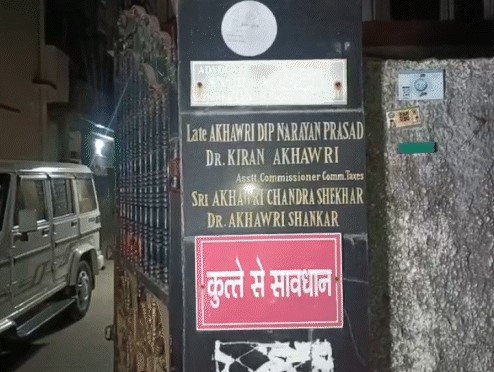 Late AKHAWRI DIP NARAYAN PRASAD
DR. KIRAN AKHAWRI
Asstt. Commissioner Comm. Taxes
SRI AKHAWRI CHANDRA SHEKHAR
DR. AKHAWRI SHANKAR
कुत्ते से सावधान